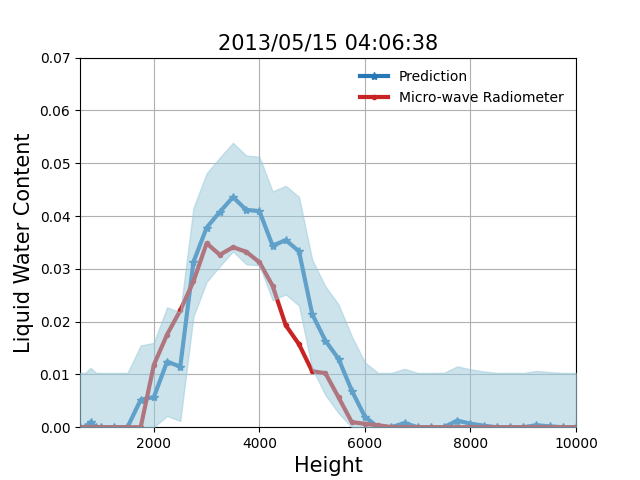 2013/05/15 04:06:38
0.07
0.06
0.05
0.04
0.03
0.02
0.01
0.00
Liquid Water Content
Prediction
Micro-wave Radiometer
2000 4000 6000 8000 10000
Height